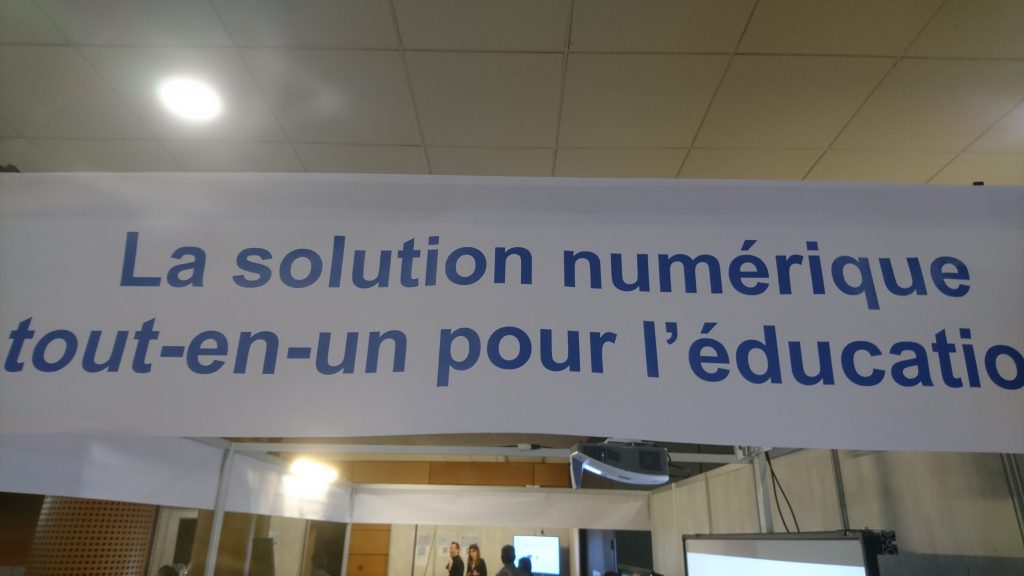 La solution numérique
tout-en-un pour l'éducatio